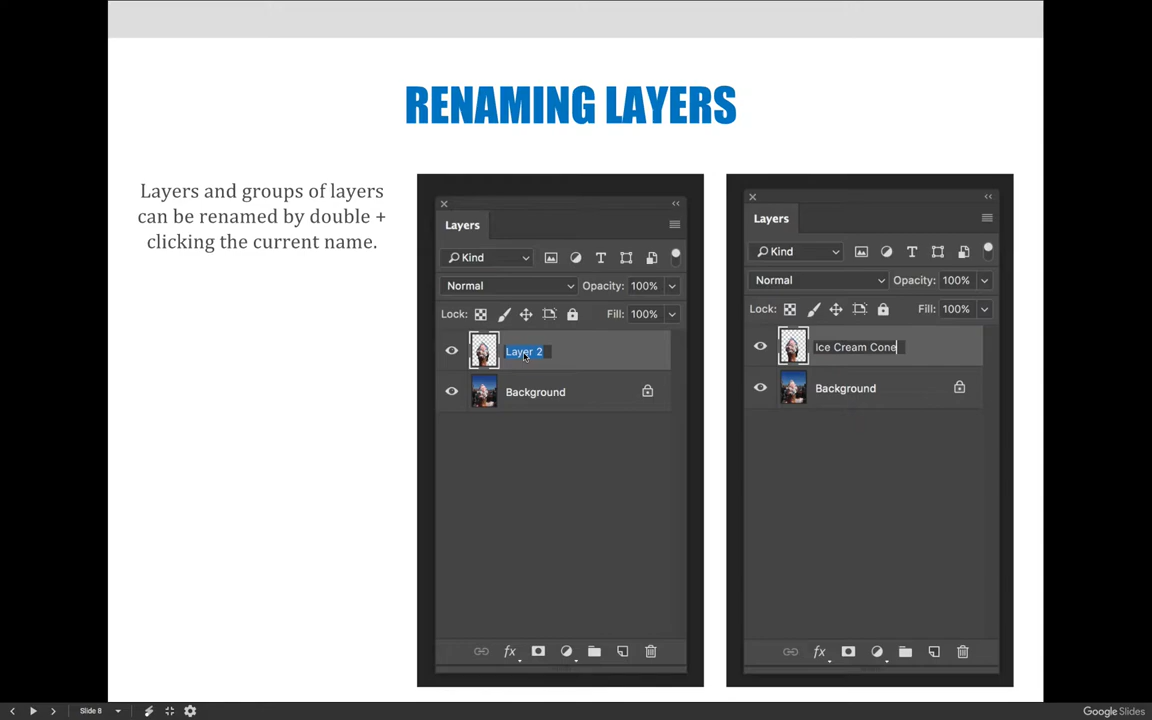 RENAMING LAYERS
Layers and groups of layers
can be renamed by double +
clicking the current name.
Layers
Kind
Normal
Opacity: 100%
Lock:
Fill: 100%
Layer 2
Background
fx
Layers
Kind
Normal
Opacity: 100%
Lock:
Fill: 100%
Ice Cream Cone
Background
fx
Slide 8
Google Slides